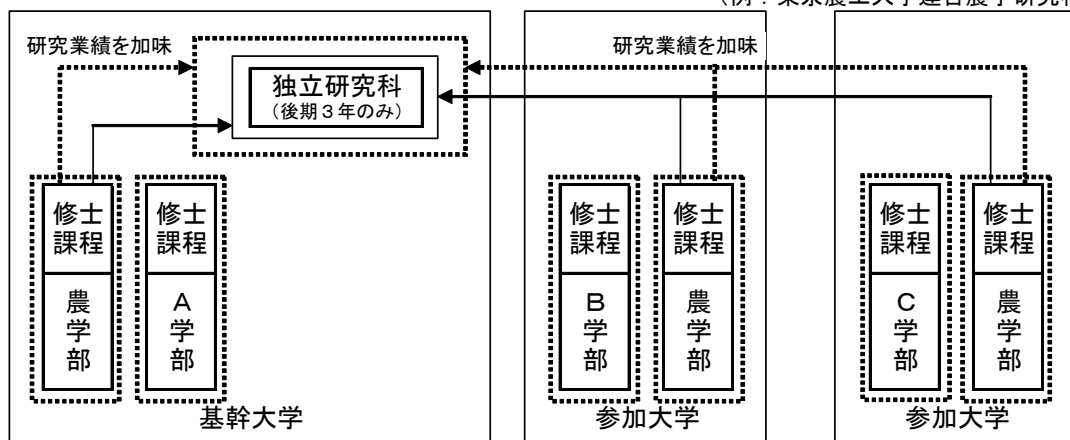 (例:東京農工大学連合農学研究科
研究業績を加味
研究業績を加味
独立研究科
(後期3年のみ)
修士
課程
農
学
部
修士
課程
A
学
部
修士
課程
B
学
部
修士
課程
農
学
部
修士
課程
C
学
部
修士
課程
農
学
部
基幹大学
参加大学
参加大学